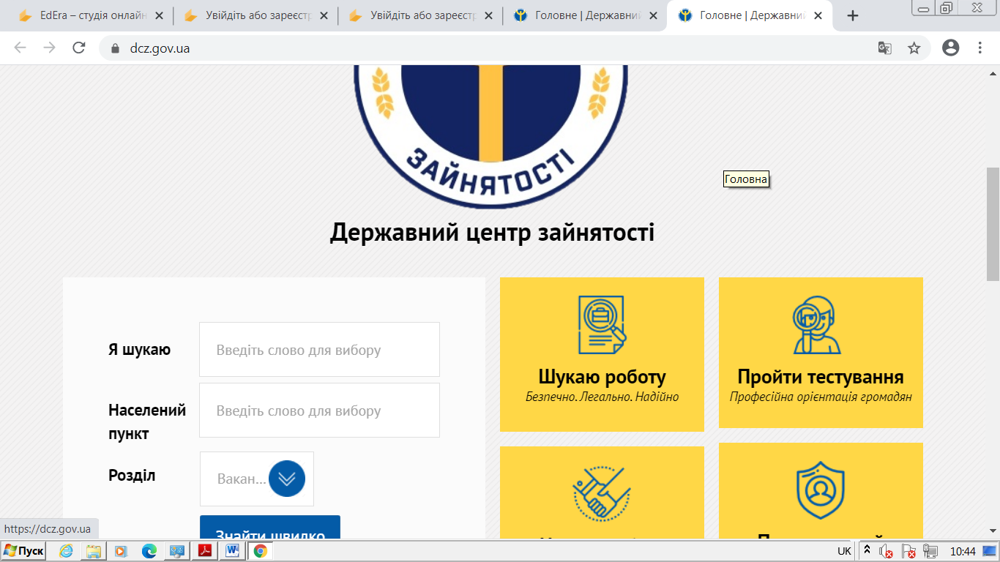 EdEra – студія онлайн
Увійдіть або зареєстр
Увійдіть або зареєстр
Головне | Державний
Головне | Державний
dcz.gov.ua
ЗАЙНЯТОСТІ
Головна
Державний центр зайнятості
Я шукаю
Введіть слово для вибору
Населений
пункт
Введіть слово для вибору
Розділ
Вакан...
Знайти швидко
Шукаю роботу
Безпечно. Легально. Надійно
Пройти тестування
Професійна орієнтація громадян
https://dcz.gov.ua
Пуск
UK
10:44